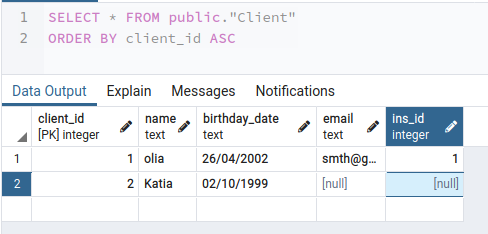 1 SELECT * FROM public."Client"
2 ORDER BY client_id ASC
Data Output Explain Messages Notifications
client_id name birthday_date email ins_id
[PK] integer text text text integer
1 1 olia 26/04/2002 smth@g... 1
2 2 Katia 02/10/1999 [null] [null]